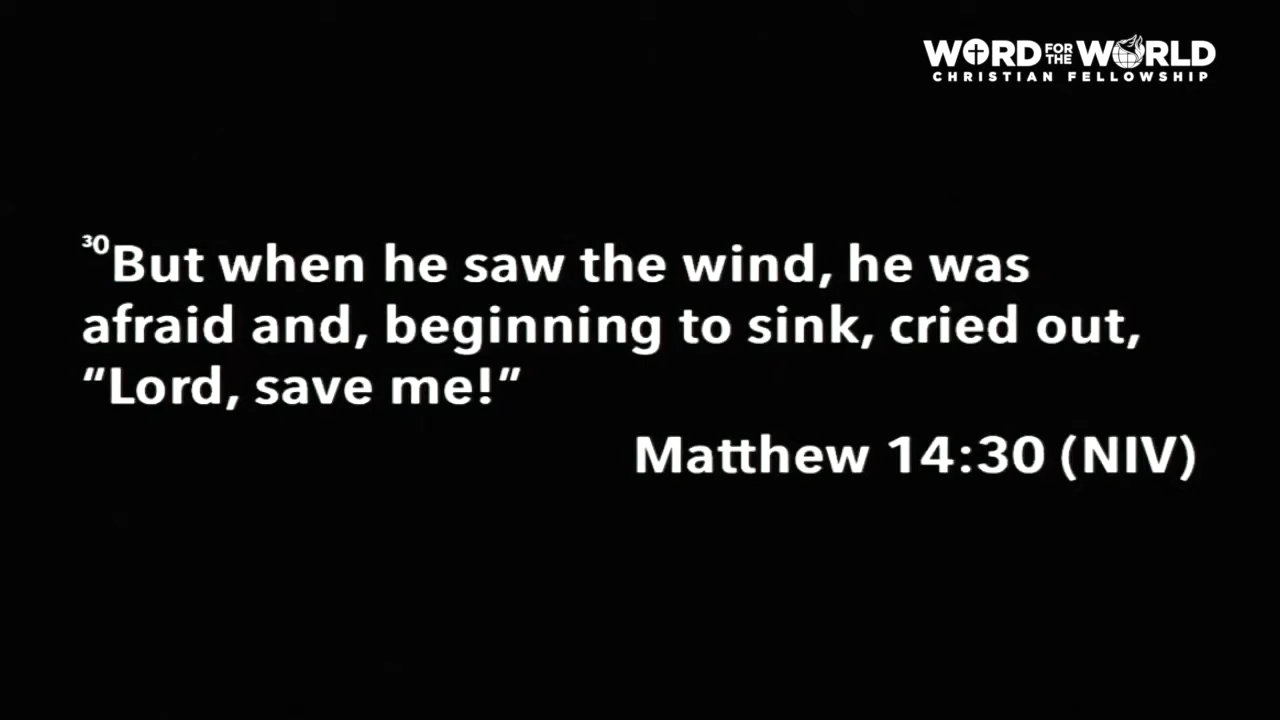 WORD FOR THE WORLD
CHRISTIAN FELLOWSHIP
³⁰But when he saw the wind, he was
afraid and, beginning to sink, cried out,
“Lord, save me!”
Matthew 14:30 (NIV)